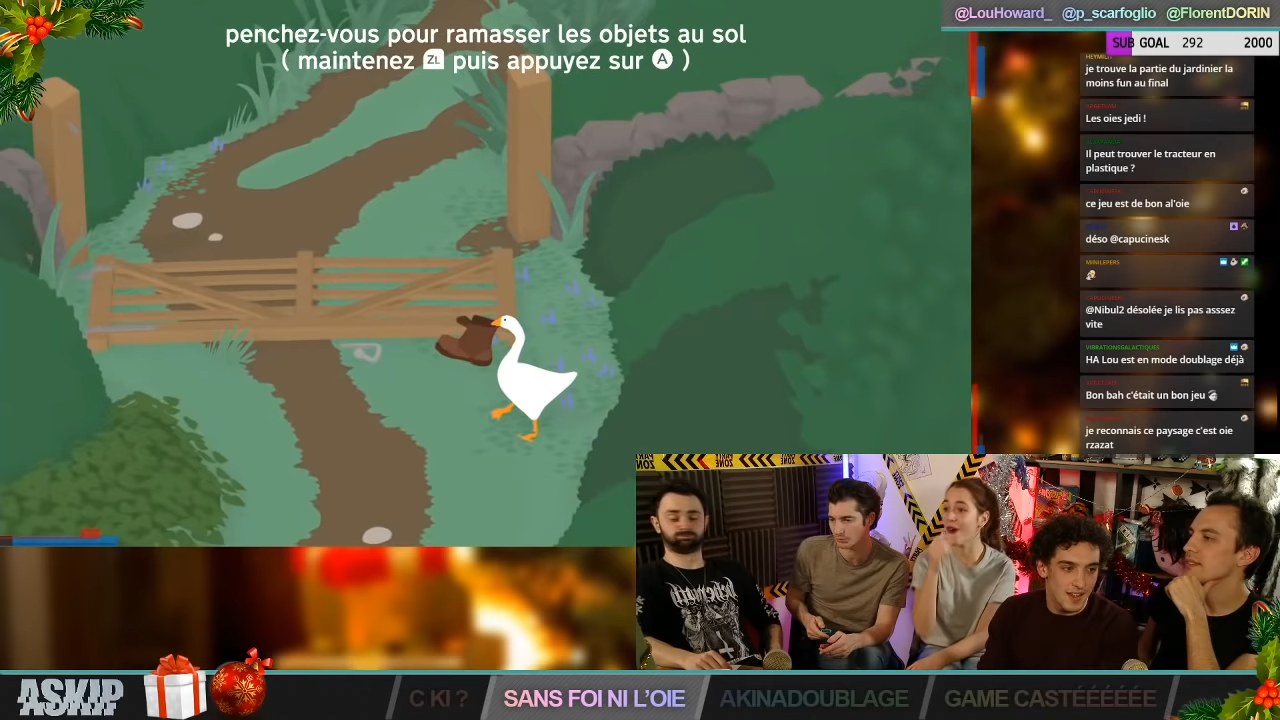 penchez-vous pour ramasser les objets au sol
( maintenez ZL puis appuyez sur A )
@LouHoward_ @p_scarfoglio @FlorentDORIN
SUB GOAL 292 2000
je trouve la partie du jardinier la
moins fun au final
Les oies jedi !
Il peut trouver le tracteur en
plastique ?
ce jeu est de bon al'oie
déso @capucinesk
MINILEPERS
@Nibul2 désolée je lis pas asssez
vite
VIBRATIONSGALACTIQUES
HA Lou est en mode doublage déjà
Bon bah c'était un bon jeu
je reconnais ce paysage c'est oie
rzazat
ASKIP
C KI ?
SANS FOI NI L'OIE
AKINADOUBLAGE
GAME CASTÉÉÉÉÉÉE